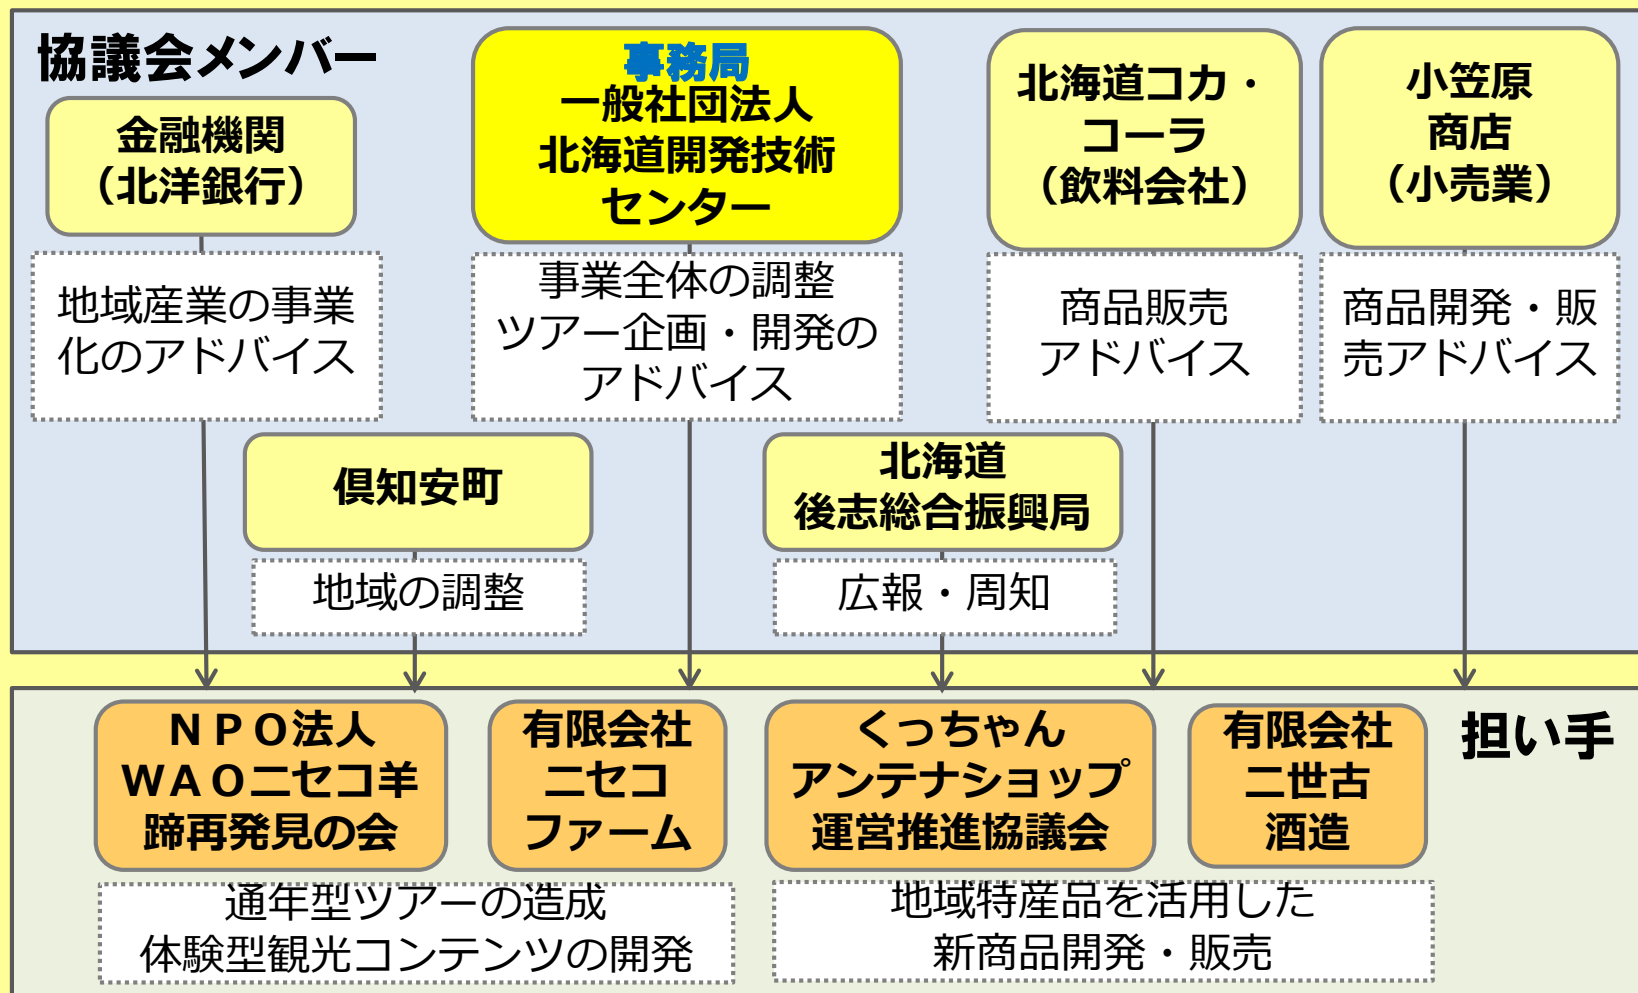 協議会メンバー
金融機関
（北洋銀行）
地域産業の事業
化のアドバイス
事務局
一般社団法人
北海道開発技術
センター
事業全体の調整
ツアー企画・開発の
アドバイス
北海道コカ・
コーラ
（飲料会社）
商品販売
アドバイス
小笠原
商店
（小売業）
商品開発・販
売アドバイス
倶知安町
地域の調整
北海道
後志総合振興局
広報・周知
担い手
ＮＰＯ法人
ＷＡＯニセコ羊
蹄再発見の会
有限会社
ニセコ
ファーム
通年型ツアーの造成
体験型観光コンテンツの開発
くっちゃん
アンテナショップ
運営推進協議会
有限会社
二世古
酒造
地域特産品を活用した
新商品開発・販売